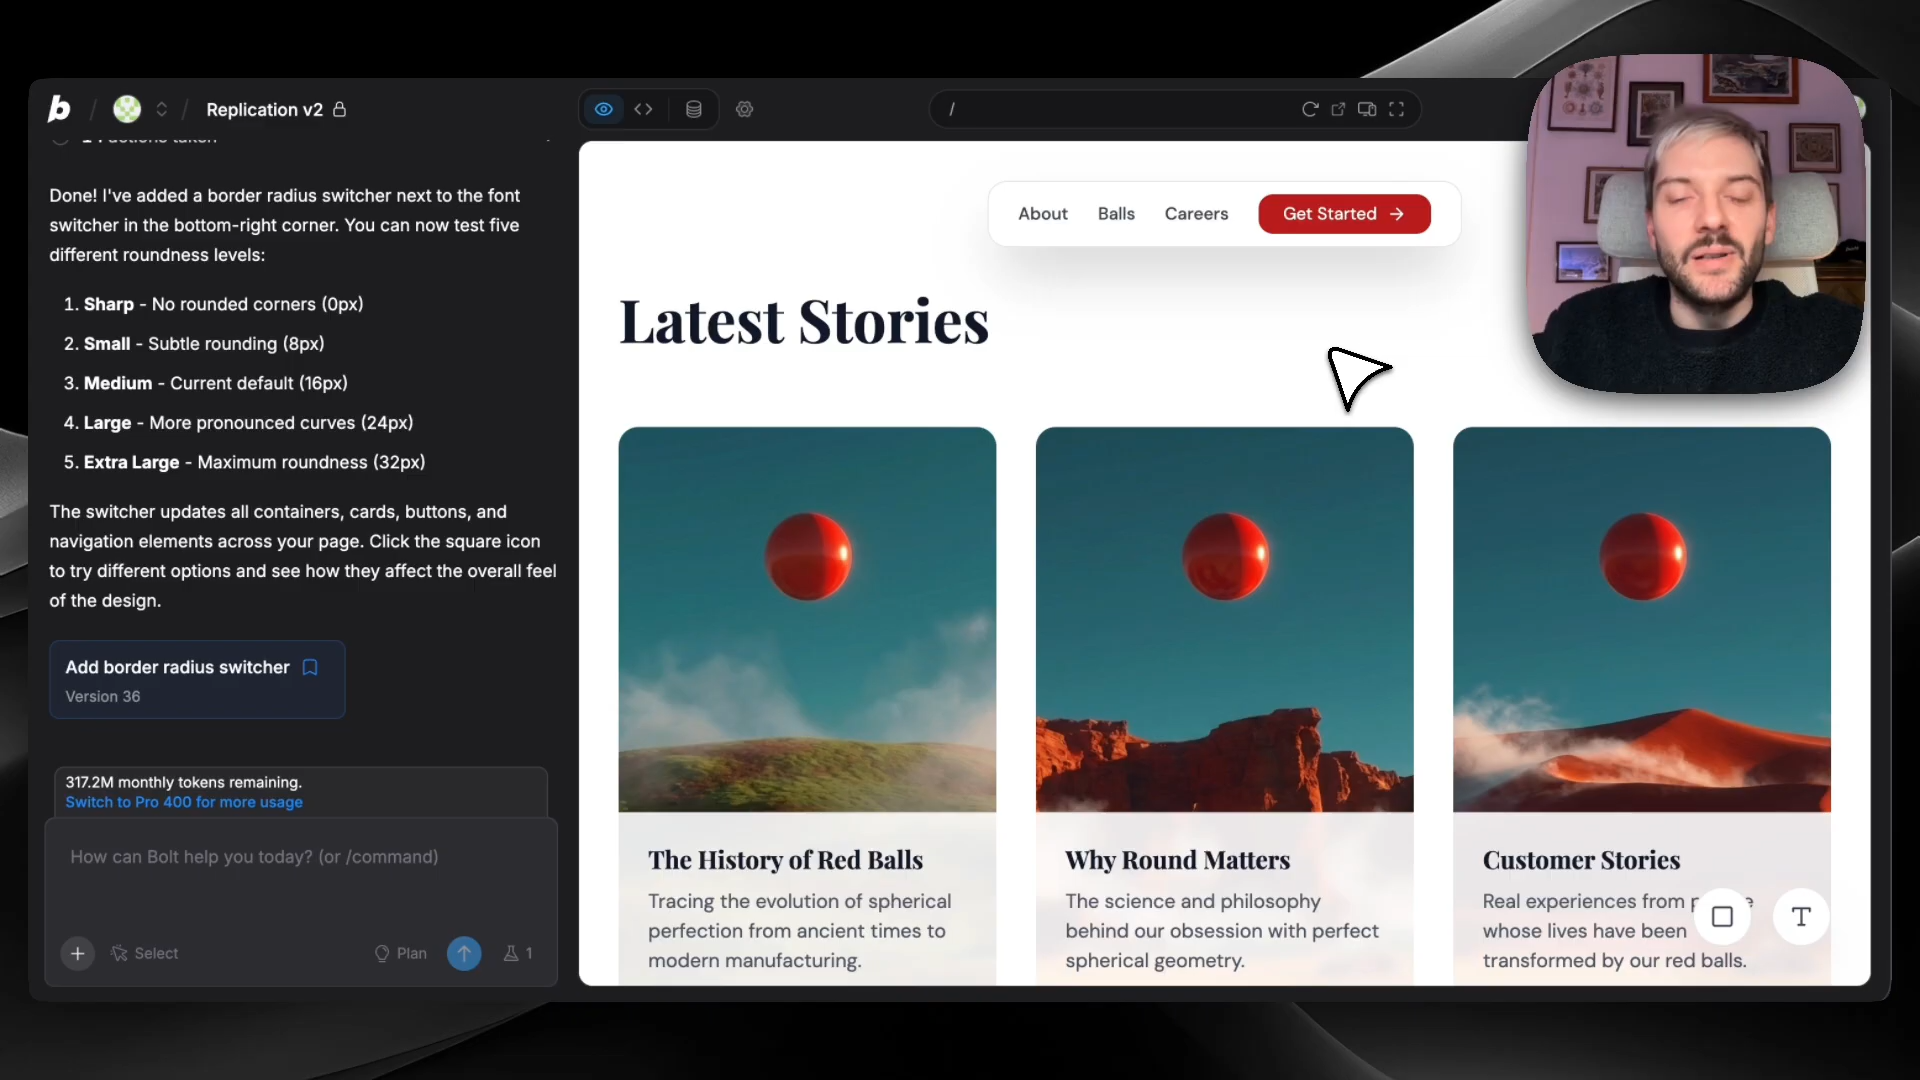 b / / Replication v2
14 actions taken
Done! I've added a border radius switcher next to the font
switcher in the bottom-right corner. You can now test five
different roundness levels:
1. Sharp - No rounded corners (0px)
2. Small - Subtle rounding (8px)
3. Medium - Current default (16px)
4. Large - More pronounced curves (24px)
5. Extra Large - Maximum roundness (32px)
The switcher updates all containers, cards, buttons, and
navigation elements across your page. Click the square icon
to try different options and see how they affect the overall feel
of the design.
Add border radius switcher
Version 36
317.2M monthly tokens remaining.
Switch to Pro 400 for more usage
How can Bolt help you today? (or /command)
Select
Plan
1
/
About
Balls
Careers
Get Started
Latest Stories
The History of Red Balls
Tracing the evolution of spherical
perfection from ancient times to
modern manufacturing.
Why Round Matters
The science and philosophy
behind our obsession with perfect
spherical geometry.
Customer Stories
Real experiences from
whose lives have been
transformed by our red balls.
T